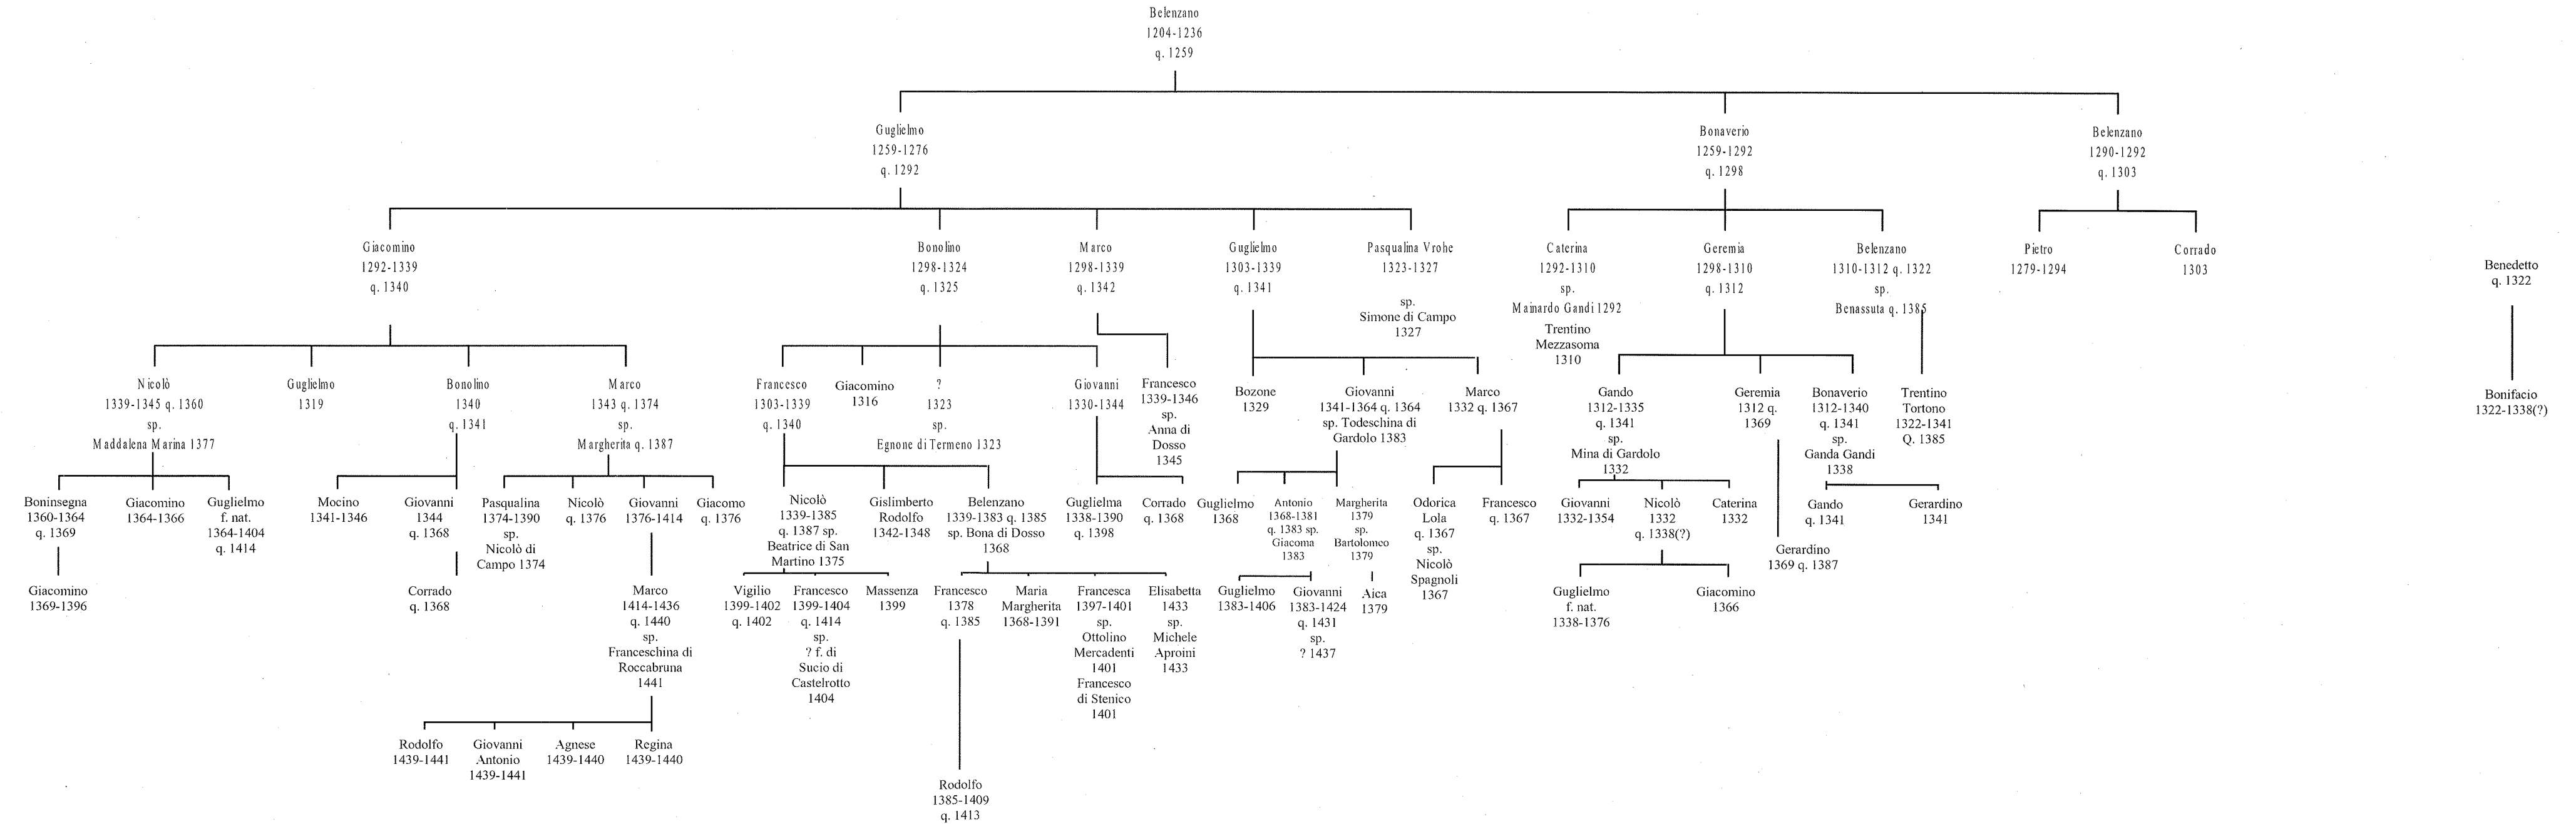 Belenzano
1204-1236
q. 1259
Guglielmo
1259-1276
q. 1292
Bonaverio
1259-1292
q. 1298
Belenzano
1290-1292
q. 1303
Giacomino
1292-1339
q. 1340
Bonolino
1298-1324
q. 1325
Marco
1298-1339
q. 1342
Guglielmo
1303-1339
q. 1341
Pasqualina Vrohe
1323-1327
sp.
Simone di Campo
1327
Caterina
1292-1310
sp.
Mainardo Gandi 1292
Trentino
Mezzasoma
1310
Geremia
1298-1310
q. 1312
Belenzano
1310-1312 q. 1322
sp.
Benassuta q. 1385
Pietro
1279-1294
Corrado
1303
Benedetto
q. 1322
Nicolò
1339-1345 q. 1360
sp.
Maddalena Marina 1377
Guglielmo
1319
Bonolino
1340
q. 1341
Marco
1343 q. 1374
sp.
Margherita q. 1387
Francesco
1303-1339
q. 1340
Giacomino
1316
?
1323
sp.
Egnone di Termeno 1323
Giovanni
1330-1344
Francesco
1339-1346
sp.
Anna di
Dosso
1345
Bozone
1329
Giovanni
1341-1364 q. 1364
sp. Todeschina di
Gardolo 1383
Marco
1332 q. 1367
Gando
1312-1335
q. 1341
sp.
Mina di Gardolo
1332
Geremia
1312 q.
1369
Bonaverio
1312-1340
q. 1341
sp.
Ganda Gandi
1338
Trentino
Tortono
1322-1341
Q. 1385
Bonifacio
1322-1338(?)
Boninsegna
1360-1364
q. 1369
Giacomino
1364-1366
Guglielmo
f. nat.
1364-1404
q. 1414
Mocino
1341-1346
Giovanni
1344
q. 1368
Pasqualina
1374-1390
sp.
Nicolò di
Campo 1374
Nicolò
q. 1376
Giovanni
1376-1414
Giacomo
q. 1376
Nicolò
1339-1385
q. 1387 sp.
Beatrice di San
Martino 1375
Gislimberto
Rodolfo
1342-1348
Belenzano
1339-1383 q. 1385
sp. Bona di Dosso
1368
Guglielma
1338-1390
q. 1398
Corrado
q. 1368
Guglielmo
1368
Antonio
1368-1381
q. 1383 sp.
Giacoma
1383
Margherita
1379
sp.
Bartolomeo
1379
Odorica
Lola
q. 1367
sp.
Nicolò
Spagnoli
1367
Francesco
q. 1367
Giovanni
1332-1354
Nicolò
1332
q. 1338(?)
Caterina
1332
Gerardino
1369 q. 1387
Gando
q. 1341
Gerardino
1341
Giacomino
1369-1396
Corrado
q. 1368
Marco
1414-1436
q. 1440
sp.
Franceschina di
Roccabruna
1441
Vigilio
1399-1402
q. 1402
Francesco
1399-1404
q. 1414
sp.
? f. di
Sucio di
Castelrotto
1404
Massenza
1399
Francesco
1378
q. 1385
Maria
Margherita
1368-1391
Francesca
1397-1401
sp.
Ottolino
Mercadenti
1401
Francesco
di Stenico
1401
Elisabetta
1433
sp.
Michele
Aproini
1433
Guglielmo
1383-1406
Giovanni
1383-1424
q. 1431
sp.
? 1437
Aica
1379
Guglielmo
f. nat.
1338-1376
Giacomino
1366
Rodolfo
1439-1441
Giovanni
Antonio
1439-1441
Agnese
1439-1440
Regina
1439-1440
Rodolfo
1385-1409
q. 1413